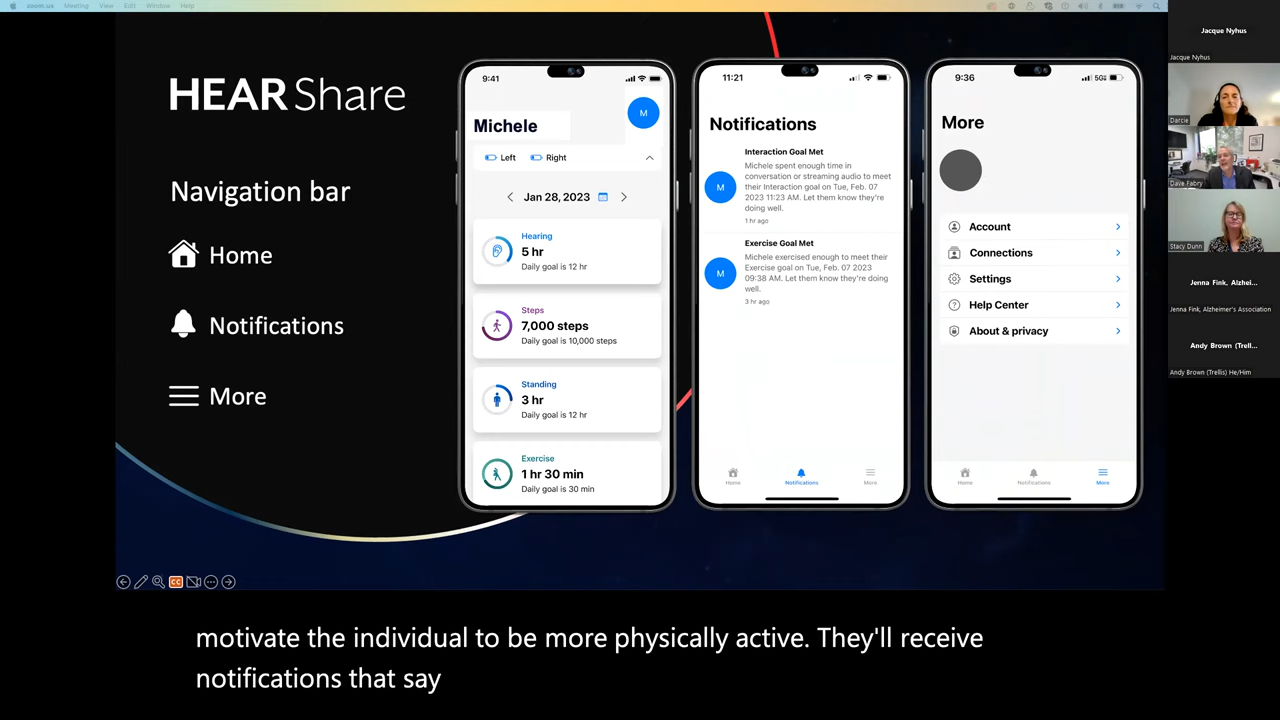 zoom.us Meeting View Edit Window Help
HEAR Share
Navigation bar
Home
Notifications
More
9:41
M
Michele
Left Right
Jan 28, 2023
Hearing
5 hr
Daily goal is 12 hr
Steps
7,000 steps
Daily goal is 10,000 steps
Standing
3 hr
Daily goal is 12 hr
Exercise
1 hr 30 min
Daily goal is 30 min
11:21
Notifications
M
Interaction Goal Met
Michele spent enough time in
conversation or streaming audio to meet
their Interaction goal on Tue, Feb. 07
2023 11:23 AM. Let them know they're
doing well.
1 hr ago
M
Exercise Goal Met
Michele exercised enough to meet their
Exercise goal on Tue, Feb. 07 2023
09:38 AM. Let them know they're doing
well.
3 hr ago
Home Notifications More
9:36
5G
More
Account
Connections
Settings
Help Center
About & privacy
Home Notifications More
Jacque Nyhus
Jacque Nyhus
Darcie
Dave Fabry
Stacy Dunn
Jenna Fink, Alzhei...
Jenna Fink, Alzheimer's Association
Andy Brown (Trell...
Andy Brown (Trellis) He/Him
CC
motivate the individual to be more physically active. They'll receive
notifications that say